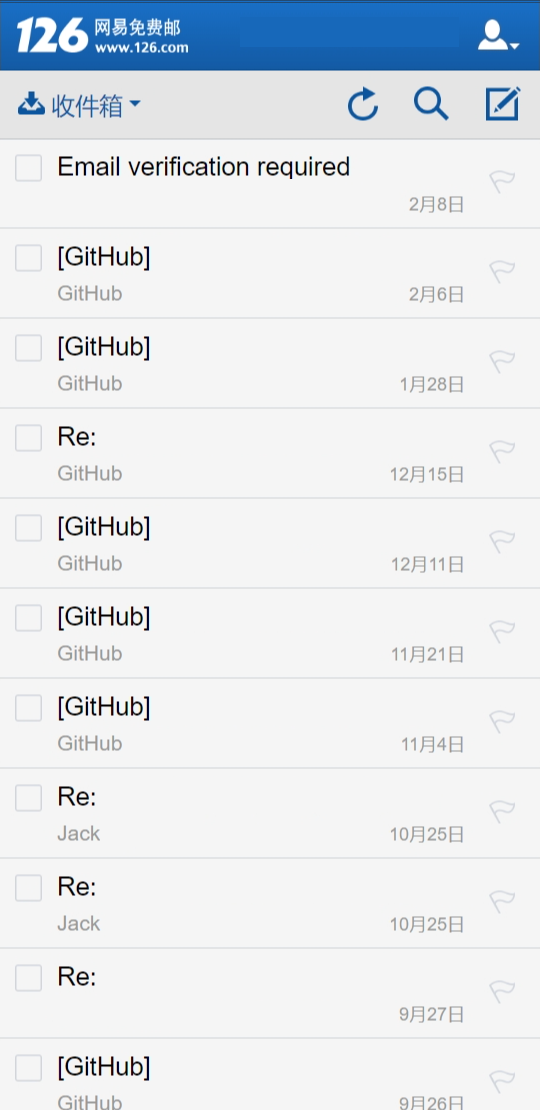 126 网易免费邮
www.126.com
收件箱
Email verification required
2月8日
[GitHub]
GitHub 2月6日
[GitHub]
GitHub 1月28日
Re:
GitHub 12月15日
[GitHub]
GitHub 12月11日
[GitHub]
GitHub 11月21日
[GitHub]
GitHub 11月4日
Re:
Jack 10月25日
Re:
Jack 10月25日
Re:
9月27日
[GitHub]
GitHub 9月26日